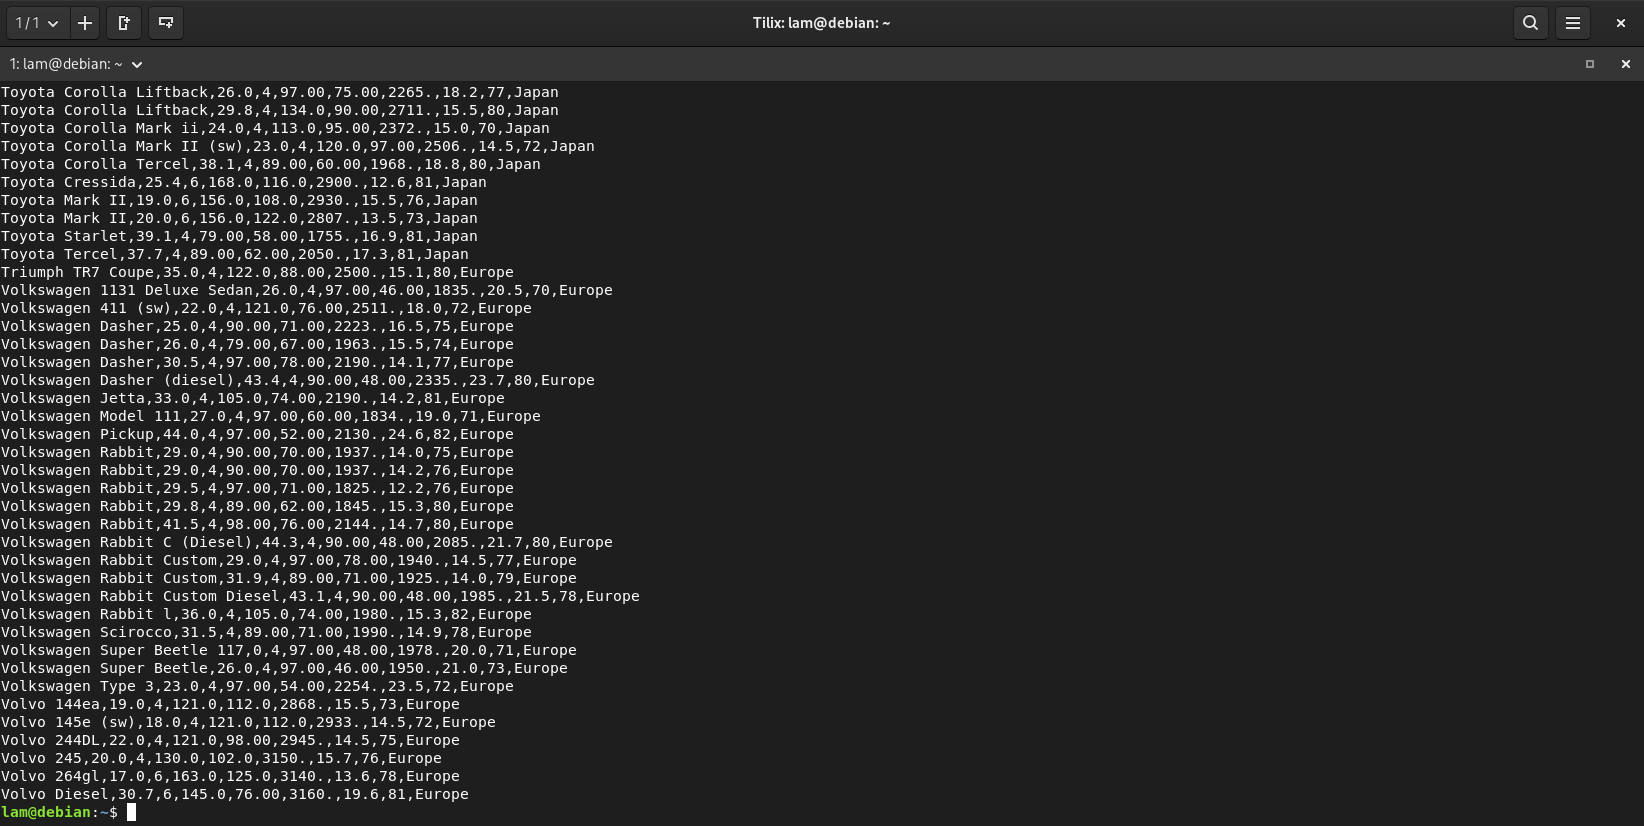 1 / 1
Tilix: lam@debian: ~
1: lam@debian: ~
Toyota Corolla Liftback,26.0,4,97.00,75.00,2265.,18.2,77,Japan
Toyota Corolla Liftback,29.8,4,134.0,90.00,2711.,15.5,80,Japan
Toyota Corolla Mark ii,24.0,4,113.0,95.00,2372.,15.0,70,Japan
Toyota Corolla Mark II (sw),23.0,4,120.0,97.00,2506.,14.5,72,Japan
Toyota Corolla Tercel,38.1,4,89.00,60.00,1968.,18.8,80,Japan
Toyota Cressida,25.4,6,168.0,116.0,2900.,12.6,81,Japan
Toyota Mark II,19.0,6,156.0,108.0,2930.,15.5,76,Japan
Toyota Mark II,20.0,6,156.0,122.0,2807.,13.5,73,Japan
Toyota Starlet,39.1,4,79.00,58.00,1755.,16.9,81,Japan
Toyota Tercel,37.7,4,89.00,62.00,2050.,17.3,81,Japan
Triumph TR7 Coupe,35.0,4,122.0,88.00,2500.,15.1,80,Europe
Volkswagen 1131 Deluxe Sedan,26.0,4,97.00,46.00,1835.,20.5,70,Europe
Volkswagen 411 (sw),22.0,4,121.0,76.00,2511.,18.0,72,Europe
Volkswagen Dasher,25.0,4,90.00,71.00,2223.,16.5,75,Europe
Volkswagen Dasher,26.0,4,79.00,67.00,1963.,15.5,74,Europe
Volkswagen Dasher,30.5,4,97.00,78.00,2190.,14.1,77,Europe
Volkswagen Dasher (diesel),43.4,4,90.00,48.00,2335.,23.7,80,Europe
Volkswagen Jetta,33.0,4,105.0,74.00,2190.,14.2,81,Europe
Volkswagen Model 111,27.0,4,97.00,60.00,1834.,19.0,71,Europe
Volkswagen Pickup,44.0,4,97.00,52.00,2130.,24.6,82,Europe
Volkswagen Rabbit,29.0,4,90.00,70.00,1937.,14.0,75,Europe
Volkswagen Rabbit,29.0,4,90.00,70.00,1937.,14.2,76,Europe
Volkswagen Rabbit,29.5,4,97.00,71.00,1825.,12.2,76,Europe
Volkswagen Rabbit,29.8,4,89.00,62.00,1845.,15.3,80,Europe
Volkswagen Rabbit,41.5,4,98.00,76.00,2144.,14.7,80,Europe
Volkswagen Rabbit C (Diesel),44.3,4,90.00,48.00,2085.,21.7,80,Europe
Volkswagen Rabbit Custom,29.0,4,97.00,78.00,1940.,14.5,77,Europe
Volkswagen Rabbit Custom,31.9,4,89.00,71.00,1925.,14.0,79,Europe
Volkswagen Rabbit Custom Diesel,43.1,4,90.00,48.00,1985.,21.5,78,Europe
Volkswagen Rabbit l,36.0,4,105.0,74.00,1980.,15.3,82,Europe
Volkswagen Scirocco,31.5,4,89.00,71.00,1990.,14.9,78,Europe
Volkswagen Super Beetle 117,0,4,97.00,48.00,1978.,20.0,71,Europe
Volkswagen Super Beetle,26.0,4,97.00,46.00,1950.,21.0,73,Europe
Volkswagen Type 3,23.0,4,97.00,54.00,2254.,23.5,72,Europe
Volvo 144ea,19.0,4,121.0,112.0,2868.,15.5,73,Europe
Volvo 145e (sw),18.0,4,121.0,112.0,2933.,14.5,72,Europe
Volvo 244DL,22.0,4,121.0,98.00,2945.,14.5,75,Europe
Volvo 245,20.0,4,130.0,102.0,3150.,15.7,76,Europe
Volvo 264gl,17.0,6,163.0,125.0,3140.,13.6,78,Europe
Volvo Diesel,30.7,6,145.0,76.00,3160.,19.6,81,Europe
lam@debian:~$